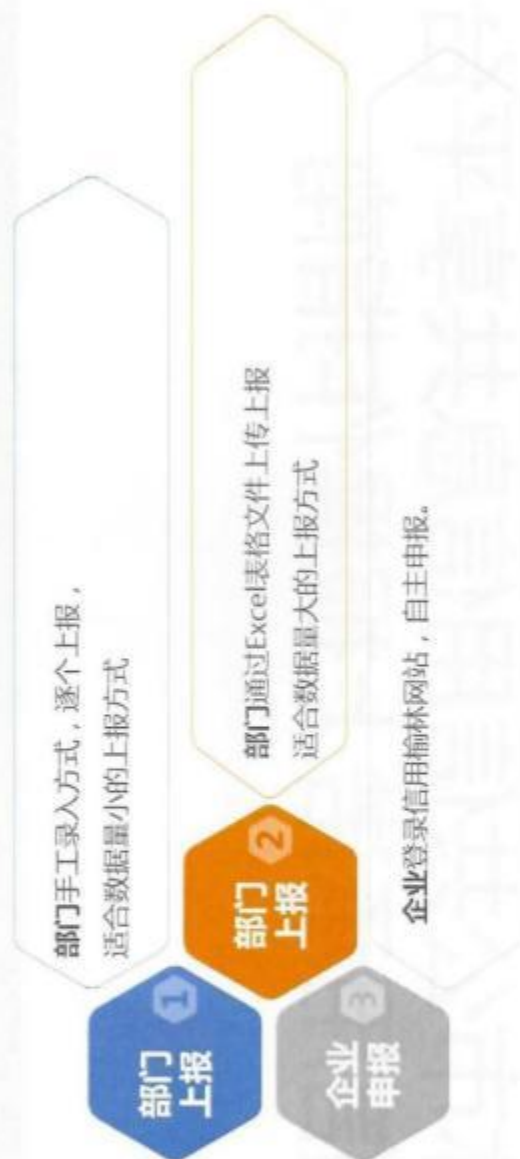 部门
上报
1
部门手工录入方式，逐个上报，
适合数据量小的上报方式
部门
上报
2
部门通过Excel表格文件上传上报
适合数据量大的上报方式
企业
申报
3
企业登录信用榆林网站，自主申报。